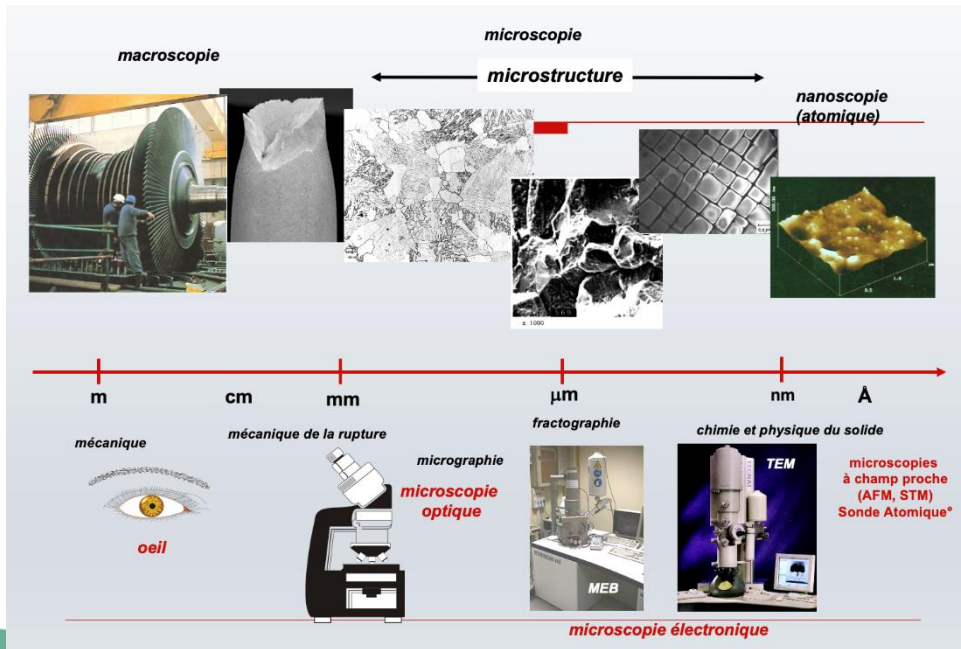 microscopie
macroscopie
microstructure
nanoscopie
(atomique)
x 1000
m
cm
mm
µm
nm
Å
mécanique
mécanique de la rupture
fractographie
chimie et physique du solide
micrographie
microscopie
optique
TEM
microscopies
à champ proche
(AFM, STM)
Sonde Atomique°
oeil
MEB
microscopie électronique